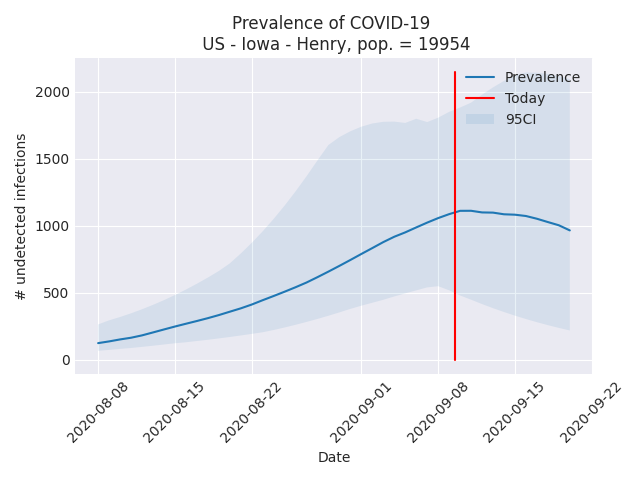 Prevalence of COVID-19
US - Iowa - Henry, pop. = 19954
Prevalence
Today
95CI
# undetected infections
2000
1500
1000
500
0
2020-08-08
2020-08-15
2020-08-22
2020-09-01
2020-09-08
2020-09-15
2020-09-22
Date